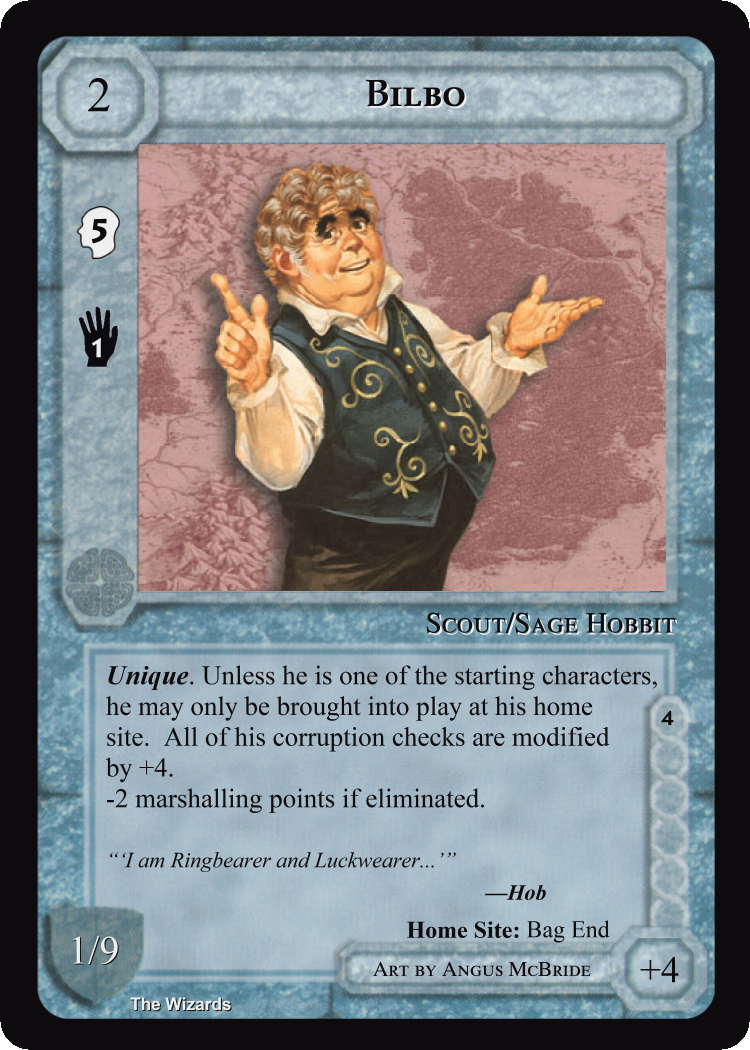 2
Bilbo
5
1
Scout/Sage Hobbit
Unique. Unless he is one of the starting characters,
he may only be brought into play at his home
site.  All of his corruption checks are modified
by +4.
-2 marshalling points if eliminated.
4
“‘I am Ringbearer and Luckwearer...’”
—Hob
Home Site: Bag End
1/9
Art by Angus McBride
+4
The Wizards